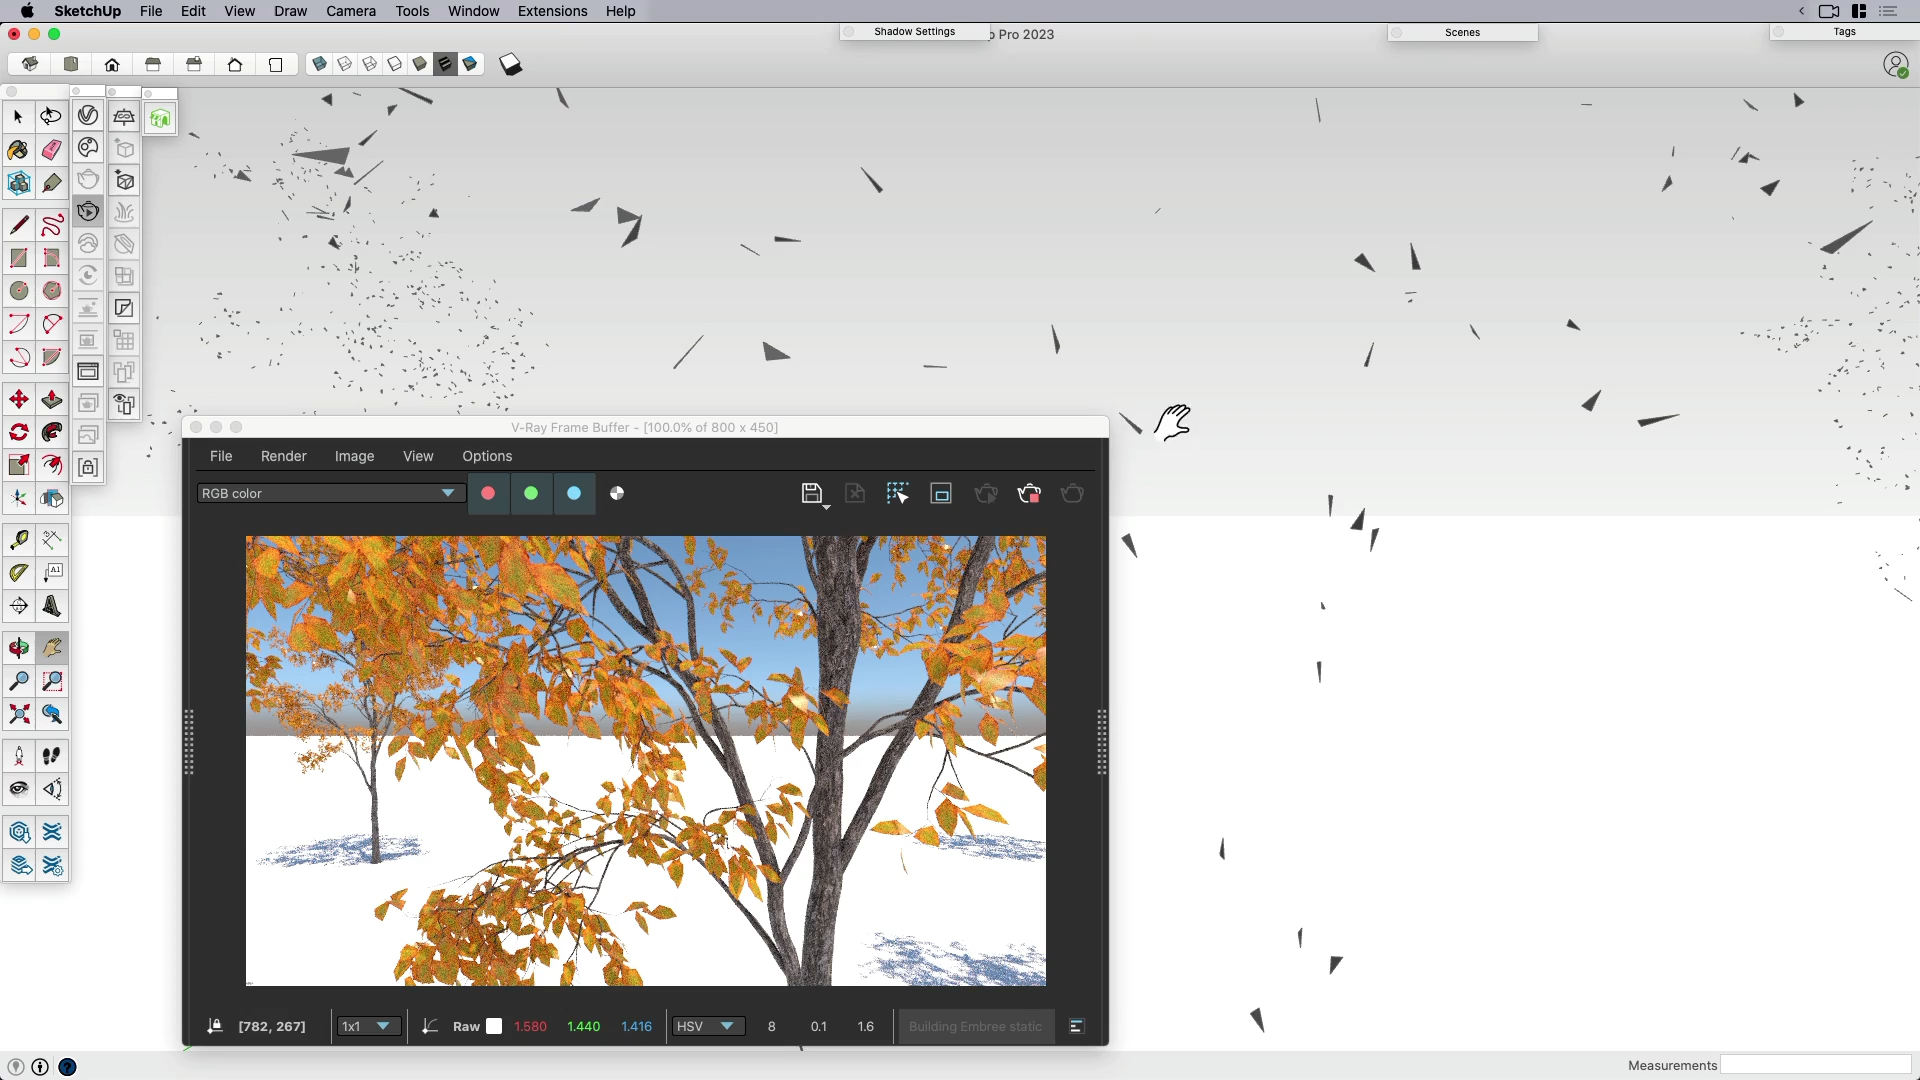 SketchUp File Edit View Draw Camera Tools Window Extensions Help
Shadow Settings
p Pro 2023
Scenes
Tags
V-Ray Frame Buffer - [100.0% of 800 x 450]
File Render Image View Options
RGB color
[782, 267] 1x1 Raw 1.580 1.440 1.416 HSV 8 0.1 1.6 Building Embree static
Measurements